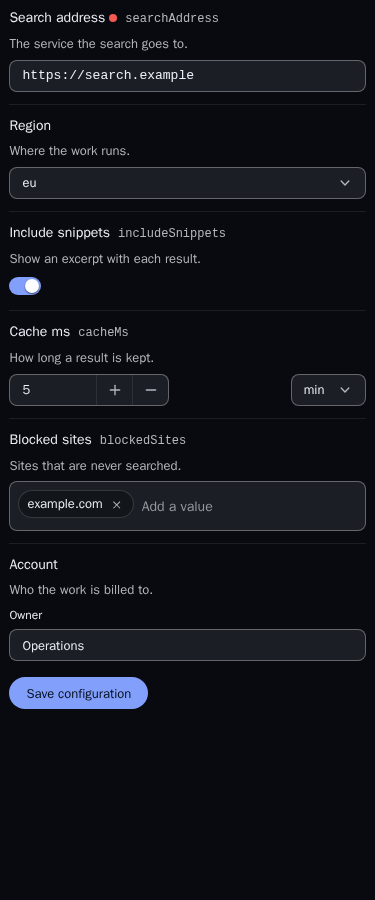 Search address searchAddress
The service the search goes to.
https://search.example
Region
Where the work runs.
eu
Include snippets includeSnippets
Show an excerpt with each result.
Cache ms cacheMs
How long a result is kept.
5 min
Blocked sites blockedSites
Sites that are never searched.
example.com Add a value
Account
Who the work is billed to.
Owner
Operations
Save configuration